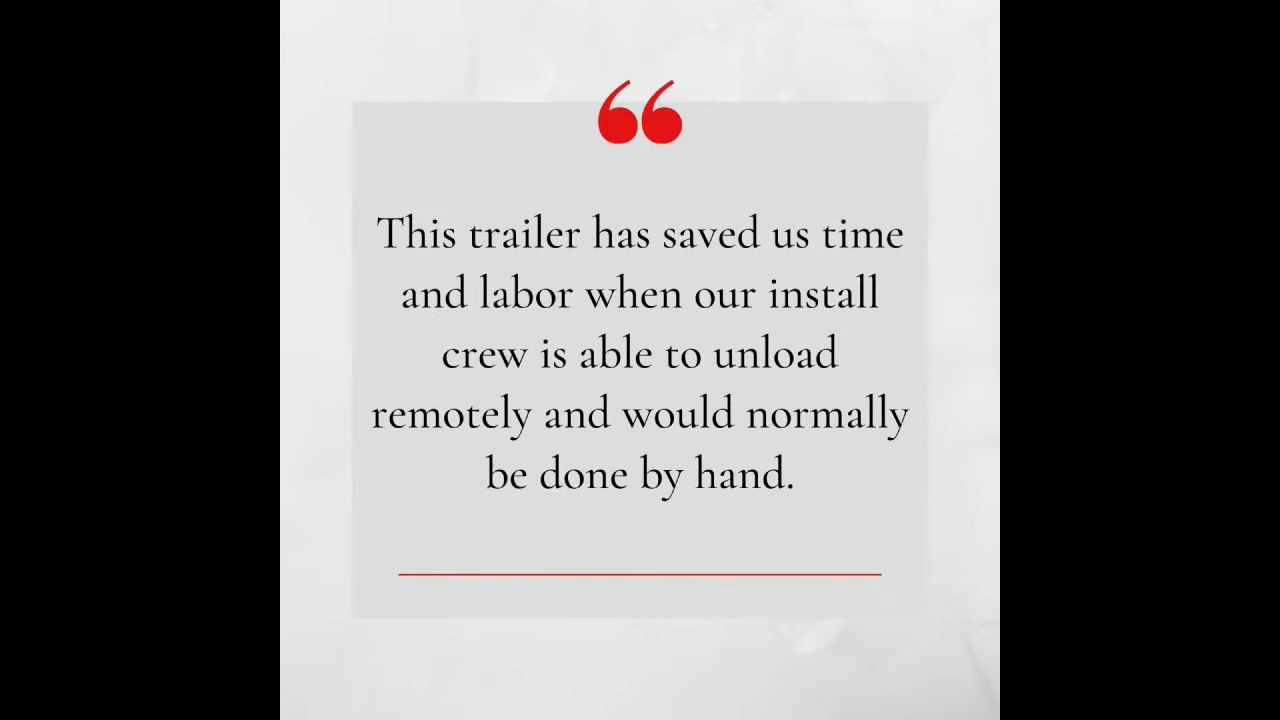 ❝
This trailer has saved us time
and labor when our install
crew is able to unload
remotely and would normally
be done by hand.